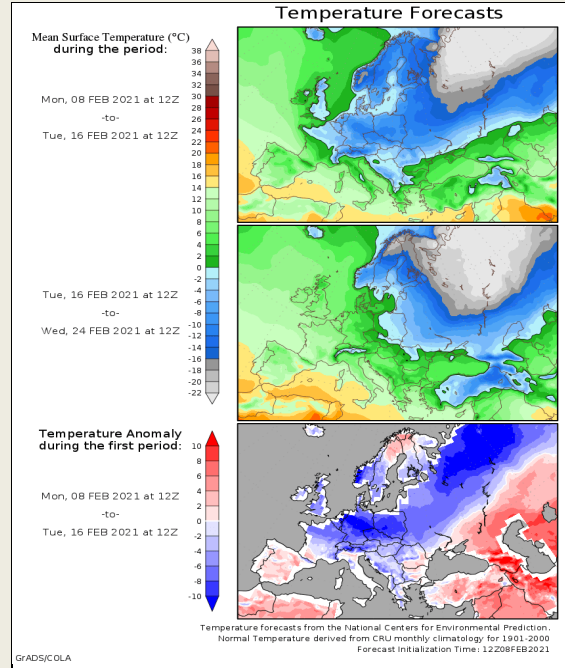 Temperature Forecasts
Mean Surface Temperature (°C)
during the period:
Mon, 08 FEB 2021 at 12Z
-to-
Tue, 16 FEB 2021 at 12Z
38
36
34
32
30
28
26
24
22
20
18
16
14
12
10
8
6
4
2
0
-2
-4
-6
-8
-10
-12
-14
-16
-18
-20
-22
Tue, 16 FEB 2021 at 12Z
-to-
Wed, 24 FEB 2021 at 12Z
Temperature Anomaly
during the first period:
Mon, 08 FEB 2021 at 12Z
-to-
Tue, 16 FEB 2021 at 12Z
10
8
6
4
2
0
-2
-4
-6
-8
-10
Temperature forecasts from the National Centers for Environmental Prediction.
Normal Temperature derived from CRU monthly climatology for 1901-2000
Forecast Initialization Time: 12Z08FEB2021
GrADS/COLA